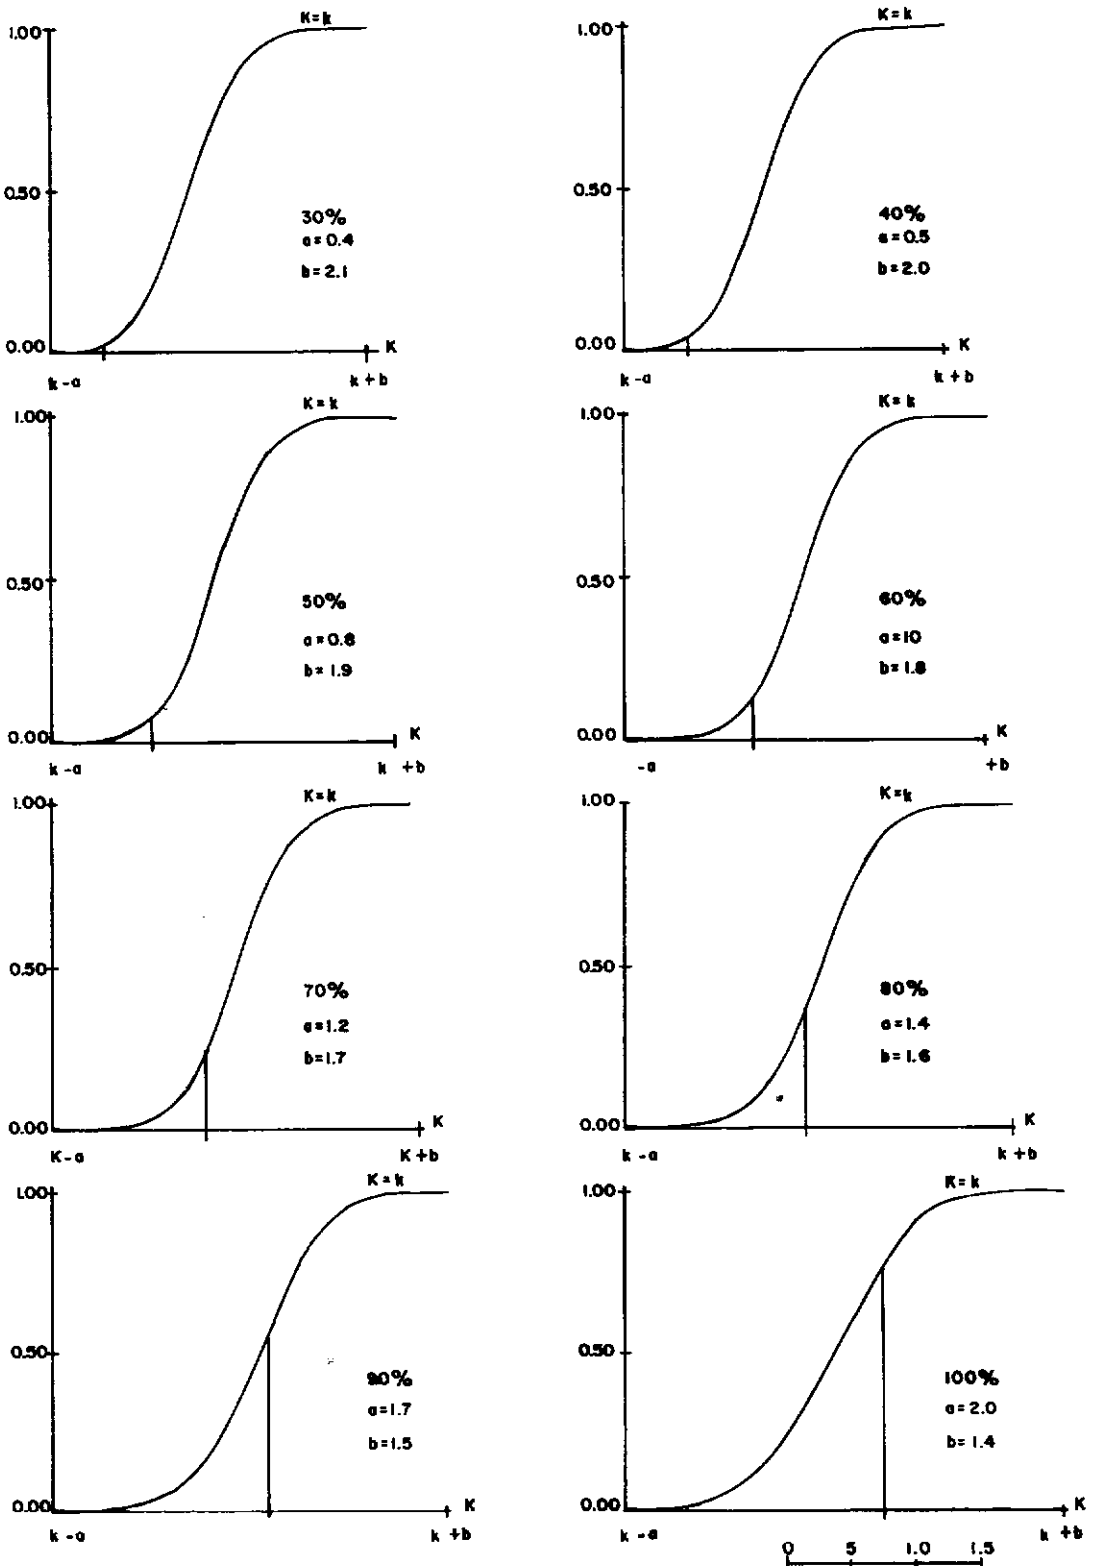 K=k
1.00
0.50
30%
a=0.4
b=2.1
0.00
K
k-a
k+b
K=k
1.00
0.50
40%
a=0.5
b=2.0
0.00
K
k-a
k+b
K=k
1.00
0.50
50%
a=0.8
b=1.9
0.00
K
k-a
k +b
K=k
1.00
0.50
60%
a=10
b=1.8
0.00
K
-a
+b
K=k
1.00
0.50
70%
a=1.2
b=1.7
0.00
K
K-a
K+b
K=k
1.00
0.50
80%
a=1.4
b=1.6
0.00
K
k-a
k+b
K=k
1.00
0.50
90%
a=1.7
b=1.5
0.00
K
k-a
k+b
K=k
1.00
0.50
100%
a=2.0
b=1.4
0.00
K
k-a
k+b
0 5 1.0 1.5